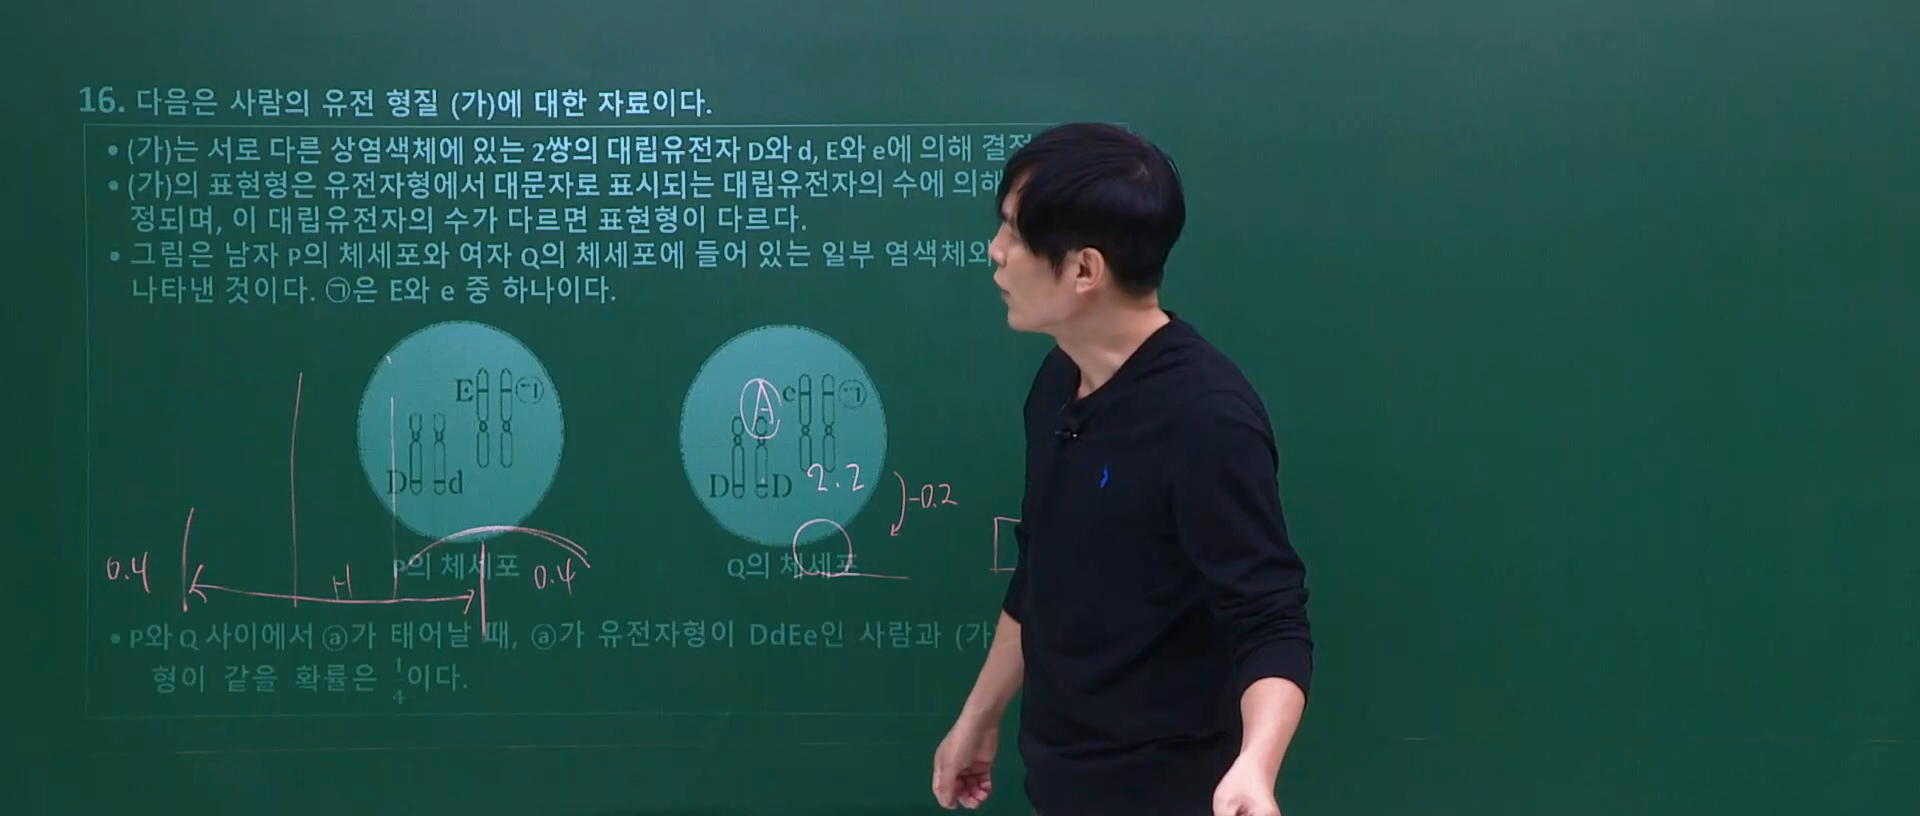 16. 다음은 사람의 유전 형질 (가)에 대한 자료이다.
• (가)는 서로 다른 상염색체에 있는 2쌍의 대립유전자 D와 d, E와 e에 의해 결정
• (가)의 표현형은 유전자형에서 대문자로 표시되는 대립유전자의 수에 의해
정되며, 이 대립유전자의 수가 다르면 표현형이 다르다.
• 그림은 남자 P의 체세포와 여자 Q의 체세포에 들어 있는 일부 염색체와
나타낸 것이다. ㉠은 E와 e 중 하나이다.
E ㉠
D d
A e ㉠
D D 2.2
-0.2
0.4 H P의 체세포 0.4
Q의 체세포
• P와 Q 사이에서 ⓐ가 태어날 때, ⓐ가 유전자형이 DdEe인 사람과 (가
형이 같을 확률은 1/4이다.